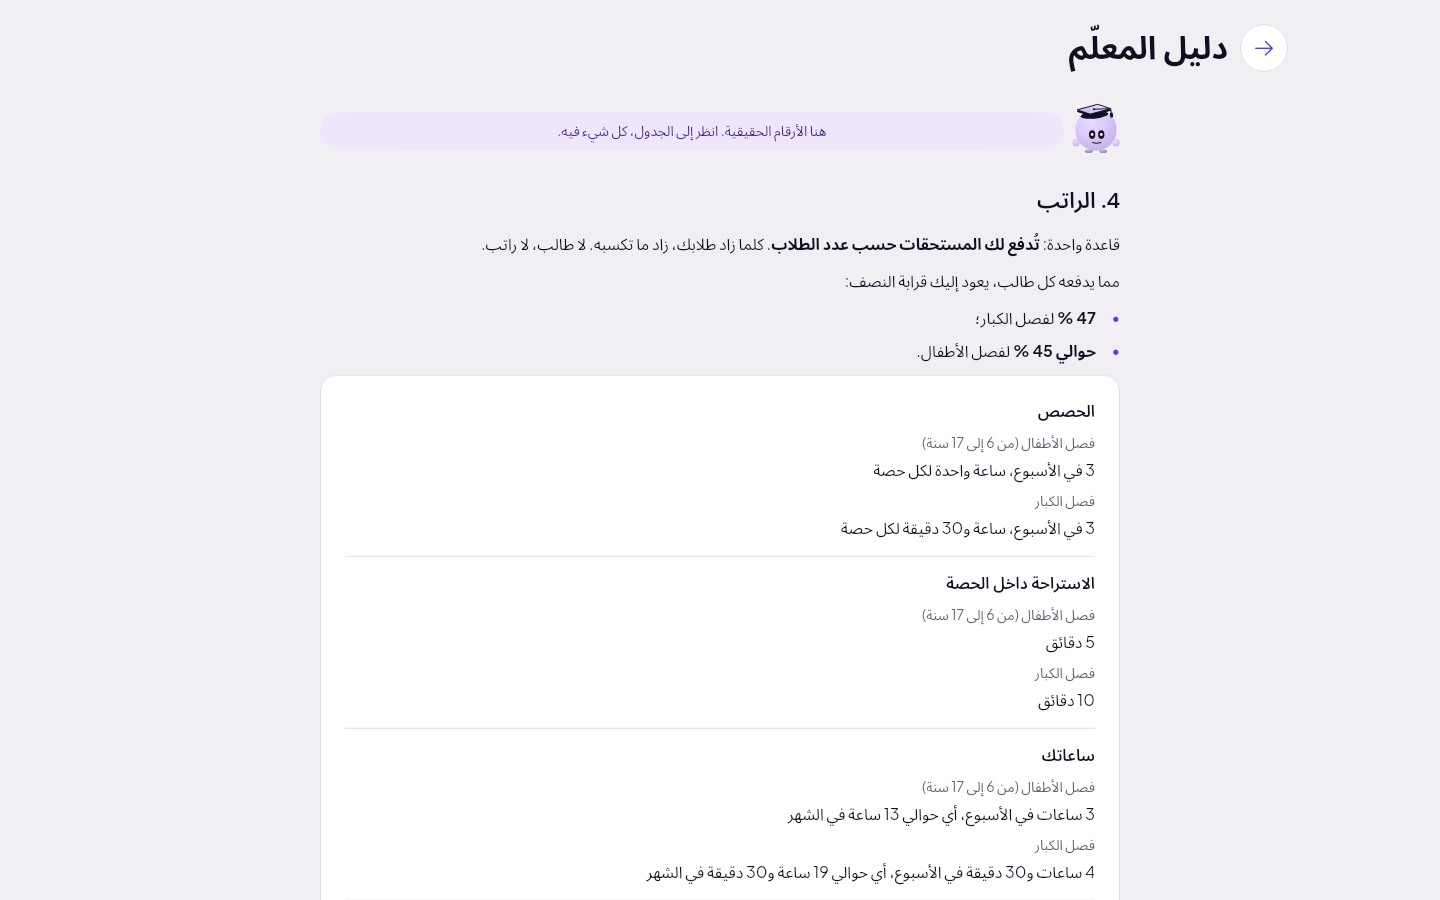 دليل المعلّم
هنا الأرقام الحقيقية. انظر إلى الجدول، كل شيء فيه.
4. الراتب
قاعدة واحدة: تُدفع لك المستحقات حسب عدد الطلاب. كلما زاد طلابك، زاد ما تكسبه. لا طالب، لا راتب.
مما يدفعه كل طالب، يعود إليك قرابة النصف:
• 47 % لفصل الكبار؛
• حوالي 45 % لفصل الأطفال.
الحصص
فصل الأطفال (من 6 إلى 17 سنة)
3 في الأسبوع، ساعة واحدة لكل حصة
فصل الكبار
3 في الأسبوع، ساعة و30 دقيقة لكل حصة
الاستراحة داخل الحصة
فصل الأطفال (من 6 إلى 17 سنة)
5 دقائق
فصل الكبار
10 دقائق
ساعاتك
فصل الأطفال (من 6 إلى 17 سنة)
3 ساعات في الأسبوع، أي حوالي 13 ساعة في الشهر
فصل الكبار
4 ساعات و30 دقيقة في الأسبوع، أي حوالي 19 ساعة و30 دقيقة في الشهر